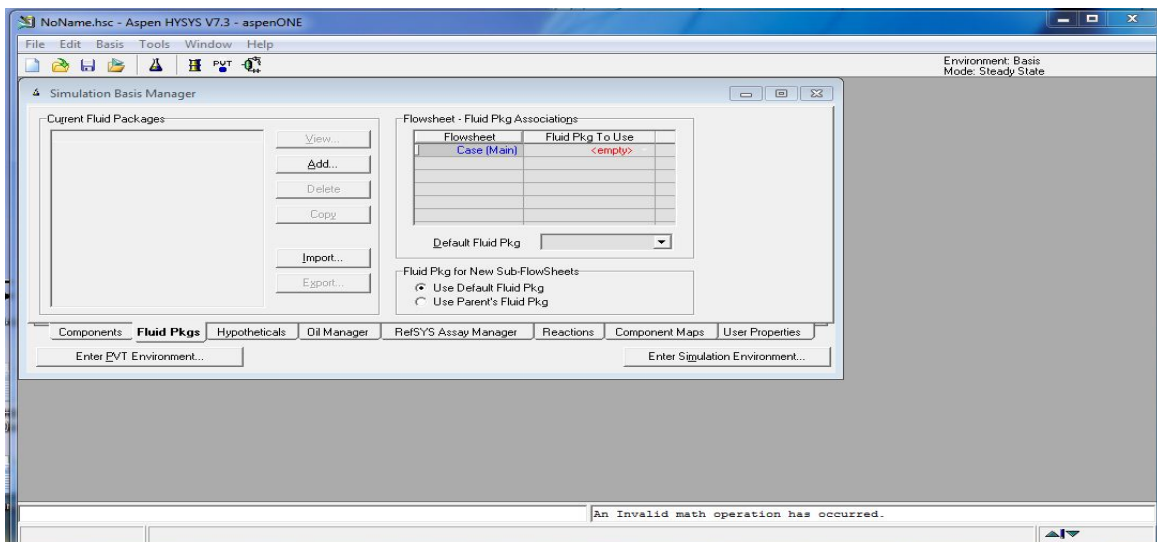 NoName.hsc - Aspen HYSYS V7.3 - aspenONE
File Edit Basis Tools Window Help
PVT
Environment: Basis
Mode: Steady State
Simulation Basis Manager
Current Fluid Packages
View...
Add...
Delete
Copy
Import...
Export...
Flowsheet - Fluid Pkg Associations
Flowsheet Fluid Pkg To Use
Case (Main) <empty>
Default Fluid Pkg
Fluid Pkg for New Sub-FlowSheets
Use Default Fluid Pkg
Use Parent's Fluid Pkg
Components Fluid Pkgs Hypotheticals Oil Manager RefSYS Assay Manager Reactions Component Maps User Properties
Enter PVT Environment... Enter Simulation Environment...
An Invalid math operation has occurred.